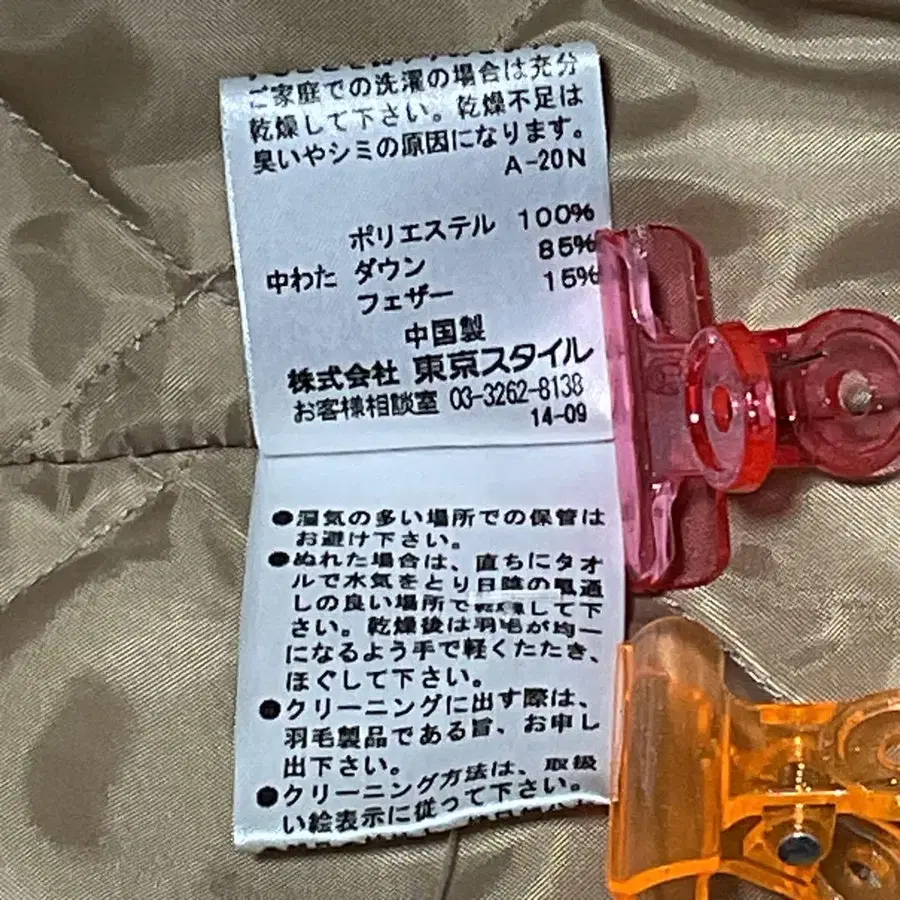 ご家庭での洗濯の場合は充分
乾燥して下さい。乾燥不足は
臭いやシミの原因になります。
A-20N
ポリエステル 100%
中わた ダウン 85%
フェザー 15%
中国製
株式会社 東京スタイル
お客様相談室 03-3262-8138
14-09
●湿気の多い場所での保管は
お避け下さい。
●ぬれた場合は、直ちにタオ
ルで水気をとり日陰の風通
しの良い場所で乾燥して下
さい。乾燥後は羽毛が均一
になるよう手で軽くたたき、
ほぐして下さい。
●クリーニングに出す際は、
羽毛製品である旨、お申し
出下さい。
●クリーニング方法は、取扱
い絵表示に従って下さい。